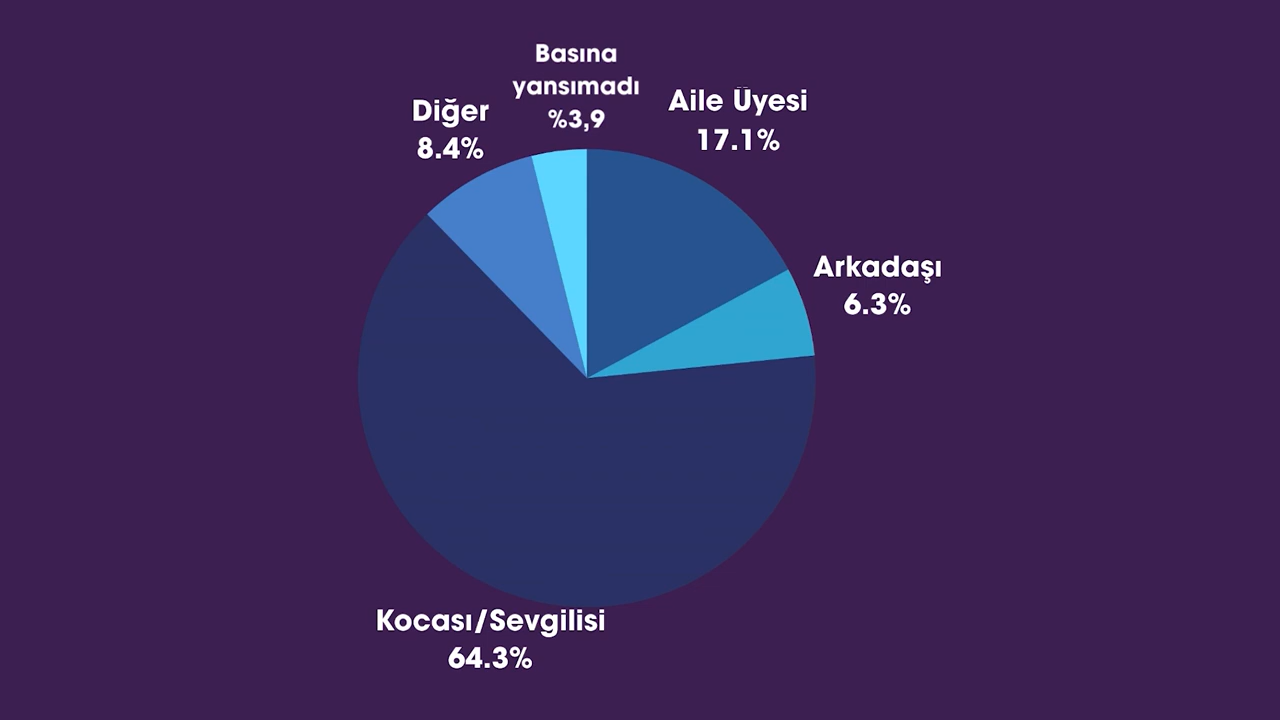 Basına
yansımadı
%3,9
Diğer
8.4%
Aile Üyesi
17.1%
Arkadaşı
6.3%
Kocası/Sevgilisi
64.3%